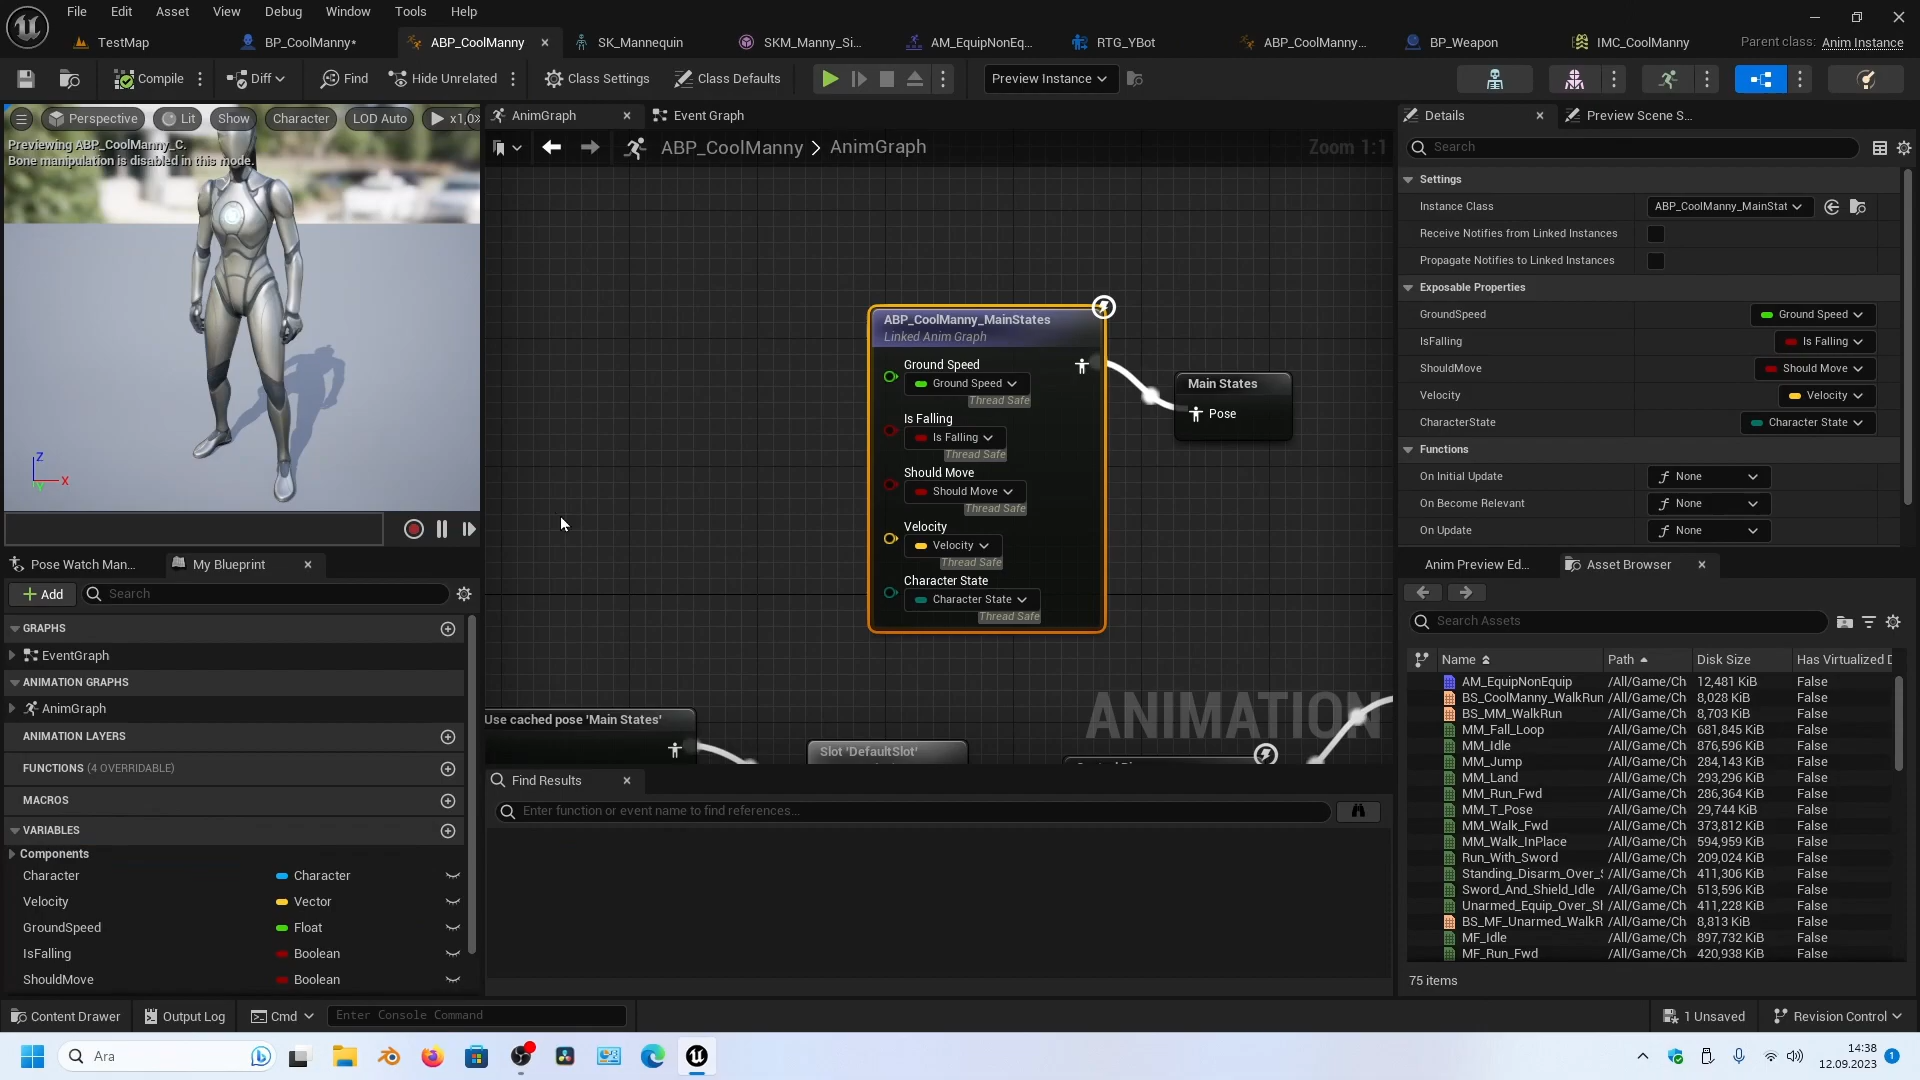 File Edit Asset View Debug Window Tools Help
TestMap BP_CoolManny* ABP_CoolManny SK_Mannequin SKM_Manny_Si... AM_EquipNonEq... RTG_YBot ABP_CoolManny... BP_Weapon IMC_CoolManny Parent class: Anim Instance
Compile Diff Find Hide Unrelated Class Settings Class Defaults Preview Instance
Perspective Lit Show Character LOD Auto x1,0
Previewing ABP_CoolManny_C.
Bone manipulation is disabled in this mode.
Z
X
Y
Pose Watch Man... My Blueprint
Add Search
GRAPHS
EventGraph
ANIMATION GRAPHS
AnimGraph
ANIMATION LAYERS
FUNCTIONS (4 OVERRIDABLE)
MACROS
VARIABLES
Components
Character Character
Velocity Vector
GroundSpeed Float
IsFalling Boolean
ShouldMove Boolean
AnimGraph Event Graph
ABP_CoolManny > AnimGraph Zoom 1:1
ABP_CoolManny_MainStates
Linked Anim Graph
Ground Speed
Ground Speed
Thread Safe
Is Falling
Is Falling
Thread Safe
Should Move
Should Move
Thread Safe
Velocity
Velocity
Thread Safe
Character State
Character State
Thread Safe
Main States
Pose
Use cached pose 'Main States'
Slot 'DefaultSlot'
ANIMATION
Find Results
Enter function or event name to find references...
Details Preview Scene S...
Search
Settings
Instance Class ABP_CoolManny_MainStat
Receive Notifies from Linked Instances
Propagate Notifies to Linked Instances
Exposable Properties
GroundSpeed Ground Speed
IsFalling Is Falling
ShouldMove Should Move
Velocity Velocity
CharacterState Character State
Functions
On Initial Update None
On Become Relevant None
On Update None
Anim Preview Ed... Asset Browser
Search Assets
Name Path Disk Size Has Virtualized D
AM_EquipNonEquip /All/Game/Ch 12,481 KiB False
BS_CoolManny_WalkRun /All/Game/Ch 8,028 KiB False
BS_MM_WalkRun /All/Game/Ch 8,703 KiB False
MM_Fall_Loop /All/Game/Ch 681,845 KiB False
MM_Idle /All/Game/Ch 876,596 KiB False
MM_Jump /All/Game/Ch 284,143 KiB False
MM_Land /All/Game/Ch 293,296 KiB False
MM_Run_Fwd /All/Game/Ch 286,364 KiB False
MM_T_Pose /All/Game/Ch 29,744 KiB False
MM_Walk_Fwd /All/Game/Ch 373,812 KiB False
MM_Walk_InPlace /All/Game/Ch 594,959 KiB False
Run_With_Sword /All/Game/Ch 209,024 KiB False
Standing_Disarm_Over_S /All/Game/Ch 411,306 KiB False
Sword_And_Shield_Idle /All/Game/Ch 513,596 KiB False
Unarmed_Equip_Over_Sl /All/Game/Ch 411,228 KiB False
BS_MF_Unarmed_WalkR /All/Game/Ch 8,813 KiB False
MF_Idle /All/Game/Ch 897,732 KiB False
MF_Run_Fwd /All/Game/Ch 420,938 KiB False
75 items
Content Drawer Output Log Cmd Enter Console Command 1 Unsaved Revision Control
Ara
14:38
12.09.2023
1